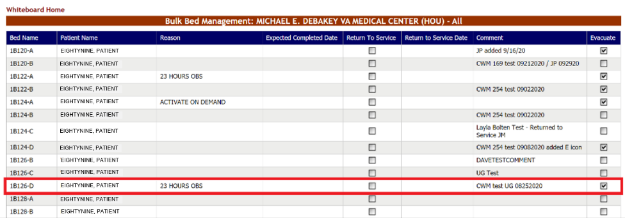 Whiteboard Home
Bulk Bed Management: MICHAEL E. DEBAKEY VA MEDICAL CENTER (HOU) - All
Bed Name Patient Name Reason Expected Completed Date Return To Service Return to Service Date Comment Evacuate
1B120-A EIGHTYNINE, PATIENT JP added 9/16/20
1B120-B EIGHTYNINE, PATIENT CWM 169 test 09212020 / JP 092920
1B122-A EIGHTYNINE, PATIENT 23 HOURS OBS
1B122-B EIGHTYNINE, PATIENT CWM 254 test 09022020
1B124-A EIGHTYNINE, PATIENT ACTIVATE ON DEMAND
1B124-B EIGHTYNINE, PATIENT CWM 254 test 09022020
1B124-C EIGHTYNINE, PATIENT Layla Bolten Test - Returned to
Service JM
1B124-D EIGHTYNINE, PATIENT CWM 254 test 09082020 added E icon
1B126-B EIGHTYNINE, PATIENT DAVETESTCOMMENT
1B126-C EIGHTYNINE, PATIENT UG Test
1B126-D EIGHTYNINE, PATIENT 23 HOURS OBS CWM test UG 08252020
1B128-A EIGHTYNINE, PATIENT
1B128-B EIGHTYNINE, PATIENT